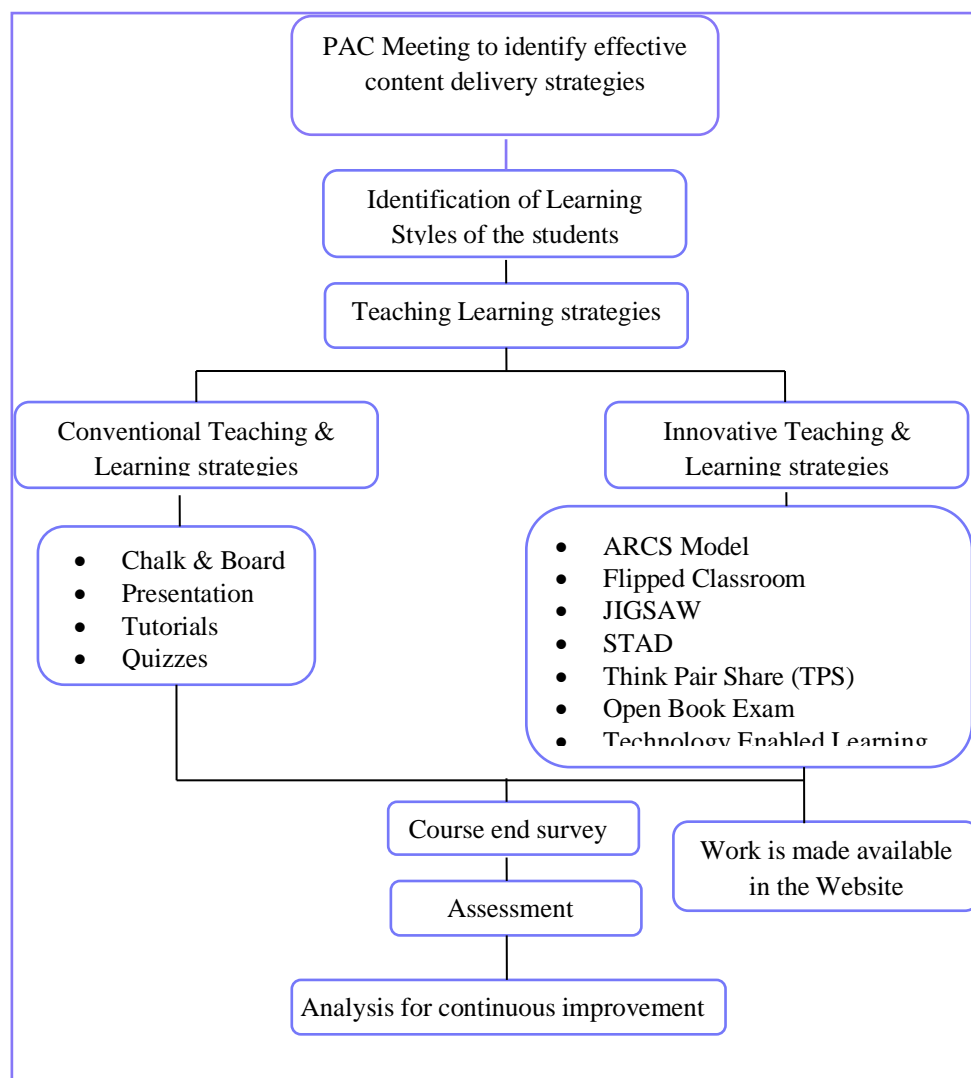 PAC Meeting to identify effective
content delivery strategies
Identification of Learning
Styles of the students
Teaching Learning strategies
Conventional Teaching &
Learning strategies
Innovative Teaching &
Learning strategies
• Chalk & Board
• Presentation
• Tutorials
• Quizzes
• ARCS Model
• Flipped Classroom
• JIGSAW
• STAD
• Think Pair Share (TPS)
• Open Book Exam
• Technology Enabled Learning
Course end survey
Work is made available
in the Website
Assessment
Analysis for continuous improvement